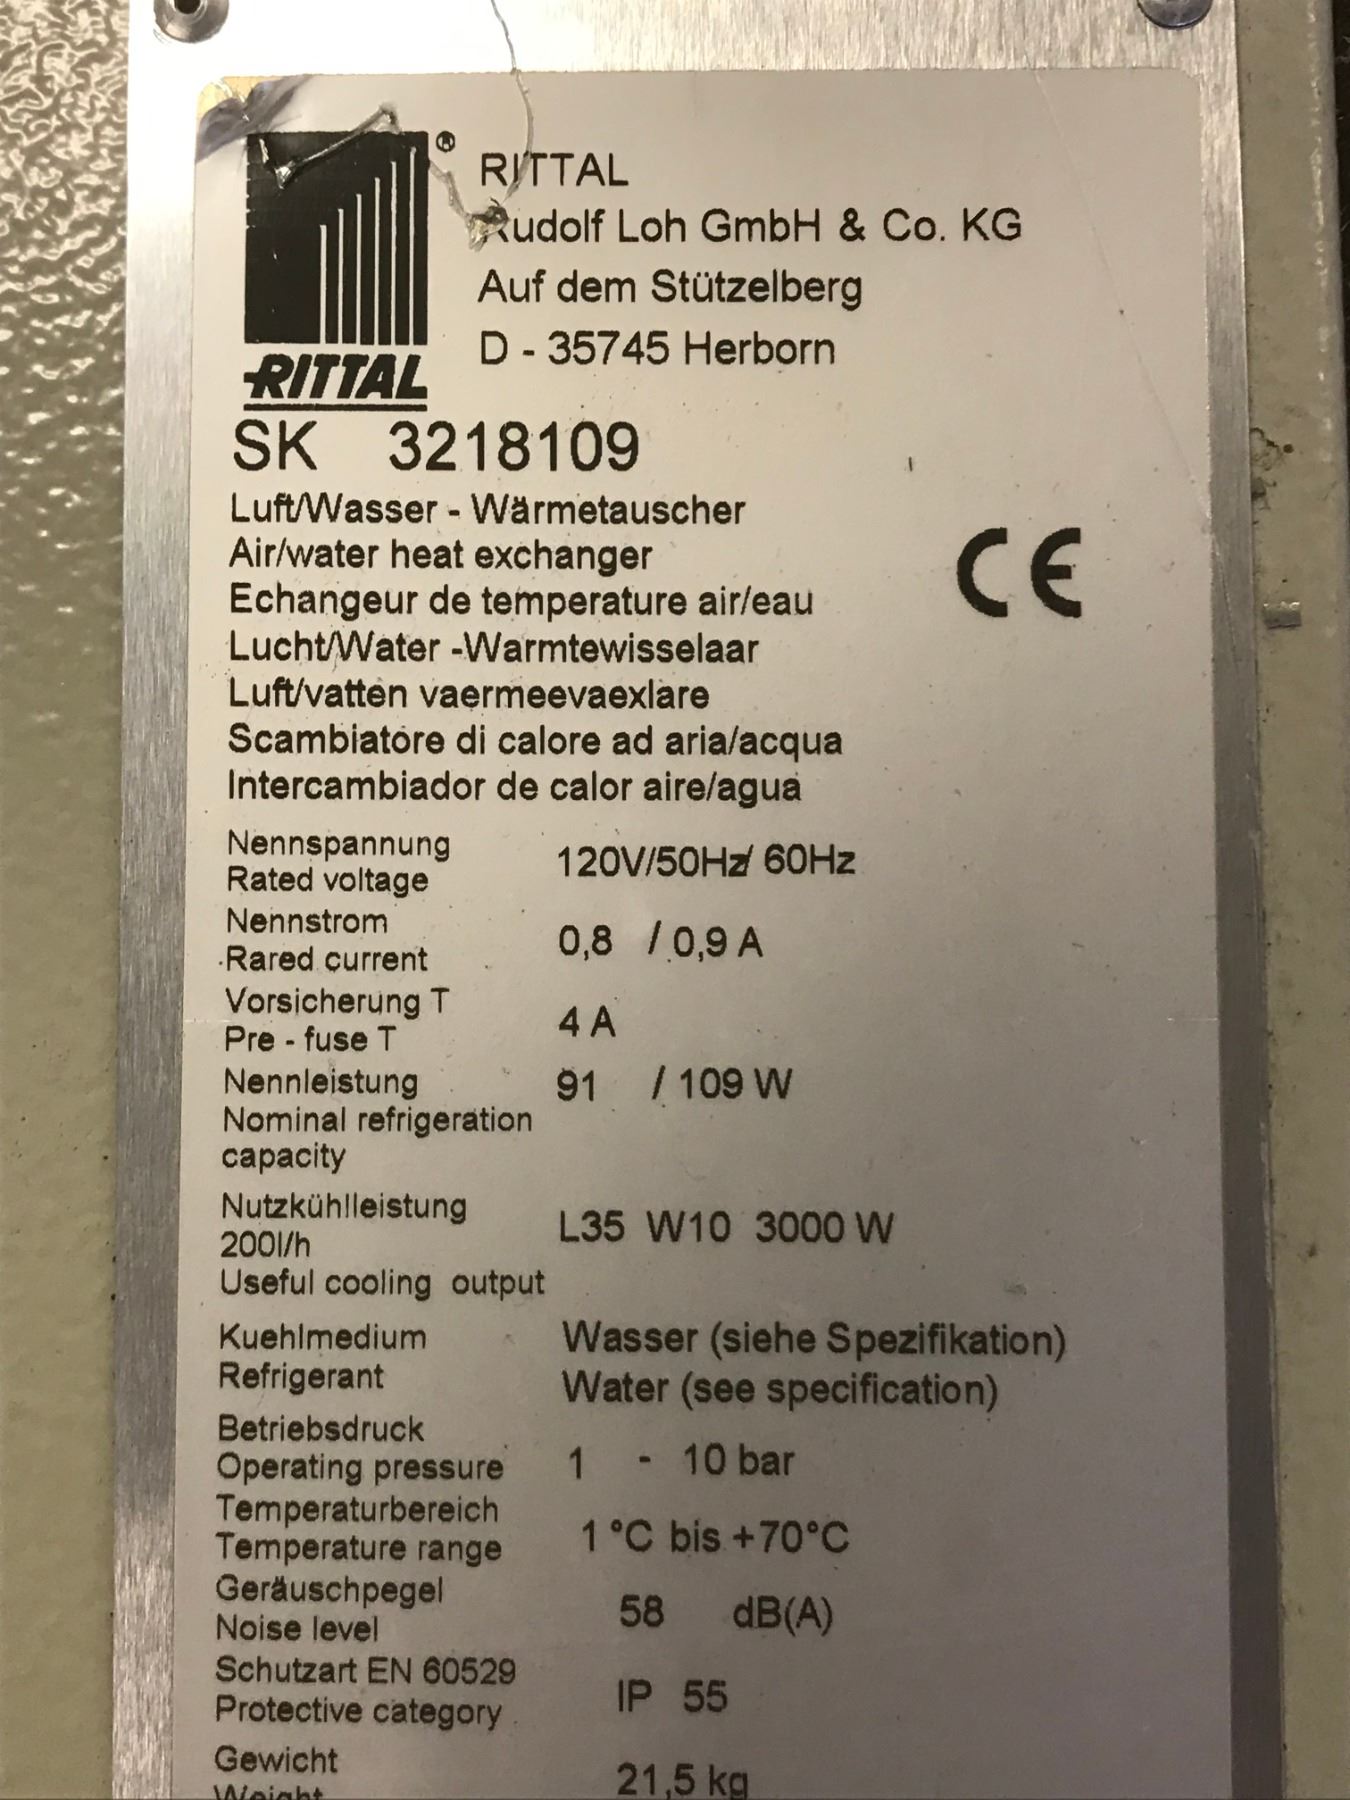 ®
RITTAL
Rudolf Loh GmbH & Co. KG
Auf dem Stützelberg
D - 35745 Herborn
RITTAL
SK 3218109
Luft/Wasser - Wärmetauscher
Air/water heat exchanger
Echangeur de temperature air/eau
Lucht/Water -Warmtewisselaar
Luft/vatten vaermeevaexlare
Scambiatore di calore ad aria/acqua
Intercambiador de calor aire/agua
CE
Nennspannung
Rated voltage 120V/50Hz/ 60Hz
Nennstrom
Rared current 0,8 / 0,9 A
Vorsicherung T
Pre - fuse T 4 A
Nennleistung 91 / 109 W
Nominal refrigeration
capacity
Nutzkühlleistung
200l/h L35 W10 3000 W
Useful cooling output
Kuehlmedium Wasser (siehe Spezifikation)
Refrigerant Water (see specification)
Betriebsdruck
Operating pressure 1 - 10 bar
Temperaturbereich
Temperature range 1 °C bis +70°C
Geräuschpegel
Noise level 58 dB(A)
Schutzart EN 60529
Protective category IP 55
Gewicht
Weight 21,5 kg